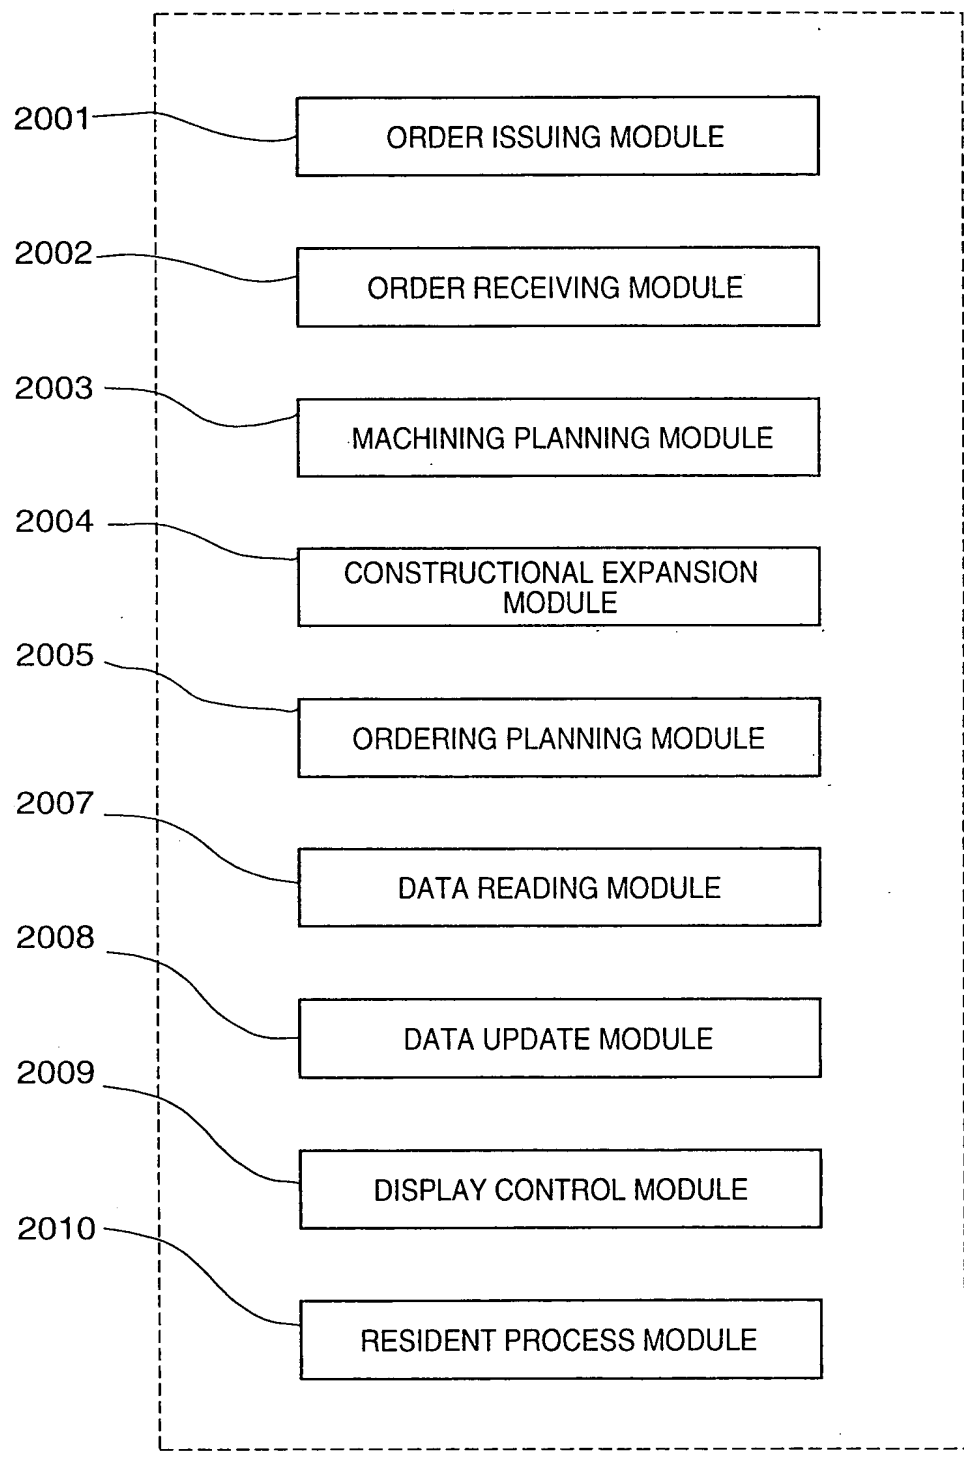 2001
ORDER ISSUING MODULE
2002
ORDER RECEIVING MODULE
2003
MACHINING PLANNING MODULE
2004
CONSTRUCTIONAL EXPANSION
MODULE
2005
ORDERING PLANNING MODULE
2007
DATA READING MODULE
2008
DATA UPDATE MODULE
2009
DISPLAY CONTROL MODULE
2010
RESIDENT PROCESS MODULE